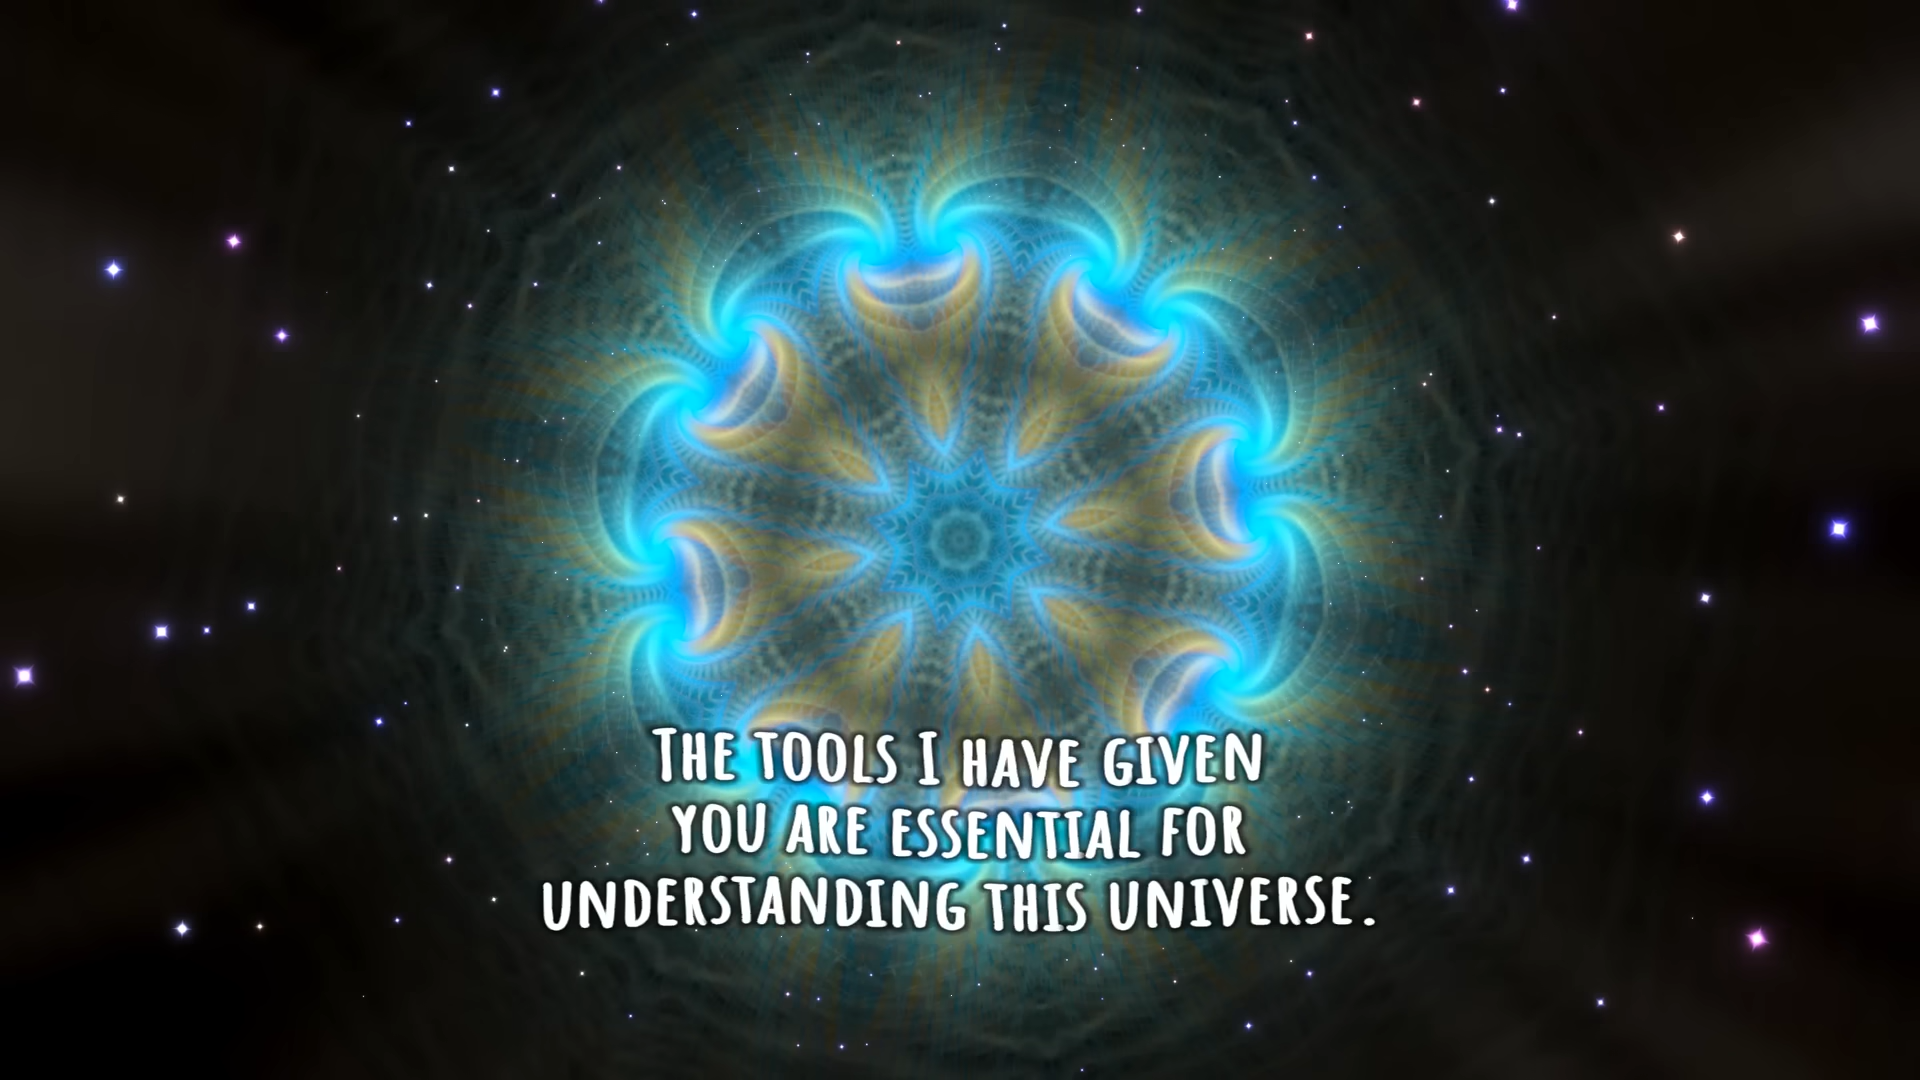 The tools I have given
you are essential for
understanding this universe.